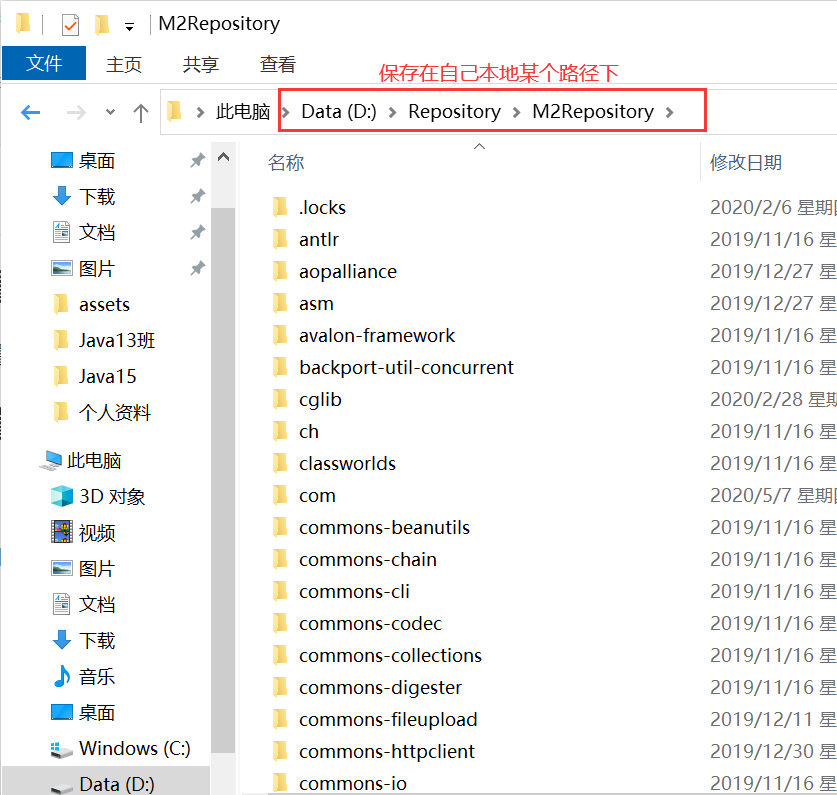 M2Repository
文件 主页 共享 查看
保存在自己本地某个路径下
此电脑 Data (D:) Repository M2Repository
名称 修改日期
桌面
下载
文档
图片
assets
Java13班
Java15
个人资料
此电脑
3D 对象
视频
图片
文档
下载
音乐
桌面
Windows (C:)
Data (D:)
.locks 2020/2/6 星期
antlr 2019/11/16 星
aopalliance 2019/12/27 星
asm 2019/12/27 星
avalon-framework 2019/11/16 星
backport-util-concurrent 2019/11/16 星
cglib 2020/2/28 星期
ch 2019/11/16 星
classworlds 2019/11/16 星
com 2020/5/7 星期
commons-beanutils 2019/11/16 星
commons-chain 2019/11/16 星
commons-cli 2019/11/16 星
commons-codec 2019/11/16 星
commons-collections 2019/11/16 星
commons-digester 2019/11/16 星
commons-fileupload 2019/12/11 星
commons-httpclient 2019/12/30 星
commons-io 2019/11/16 星